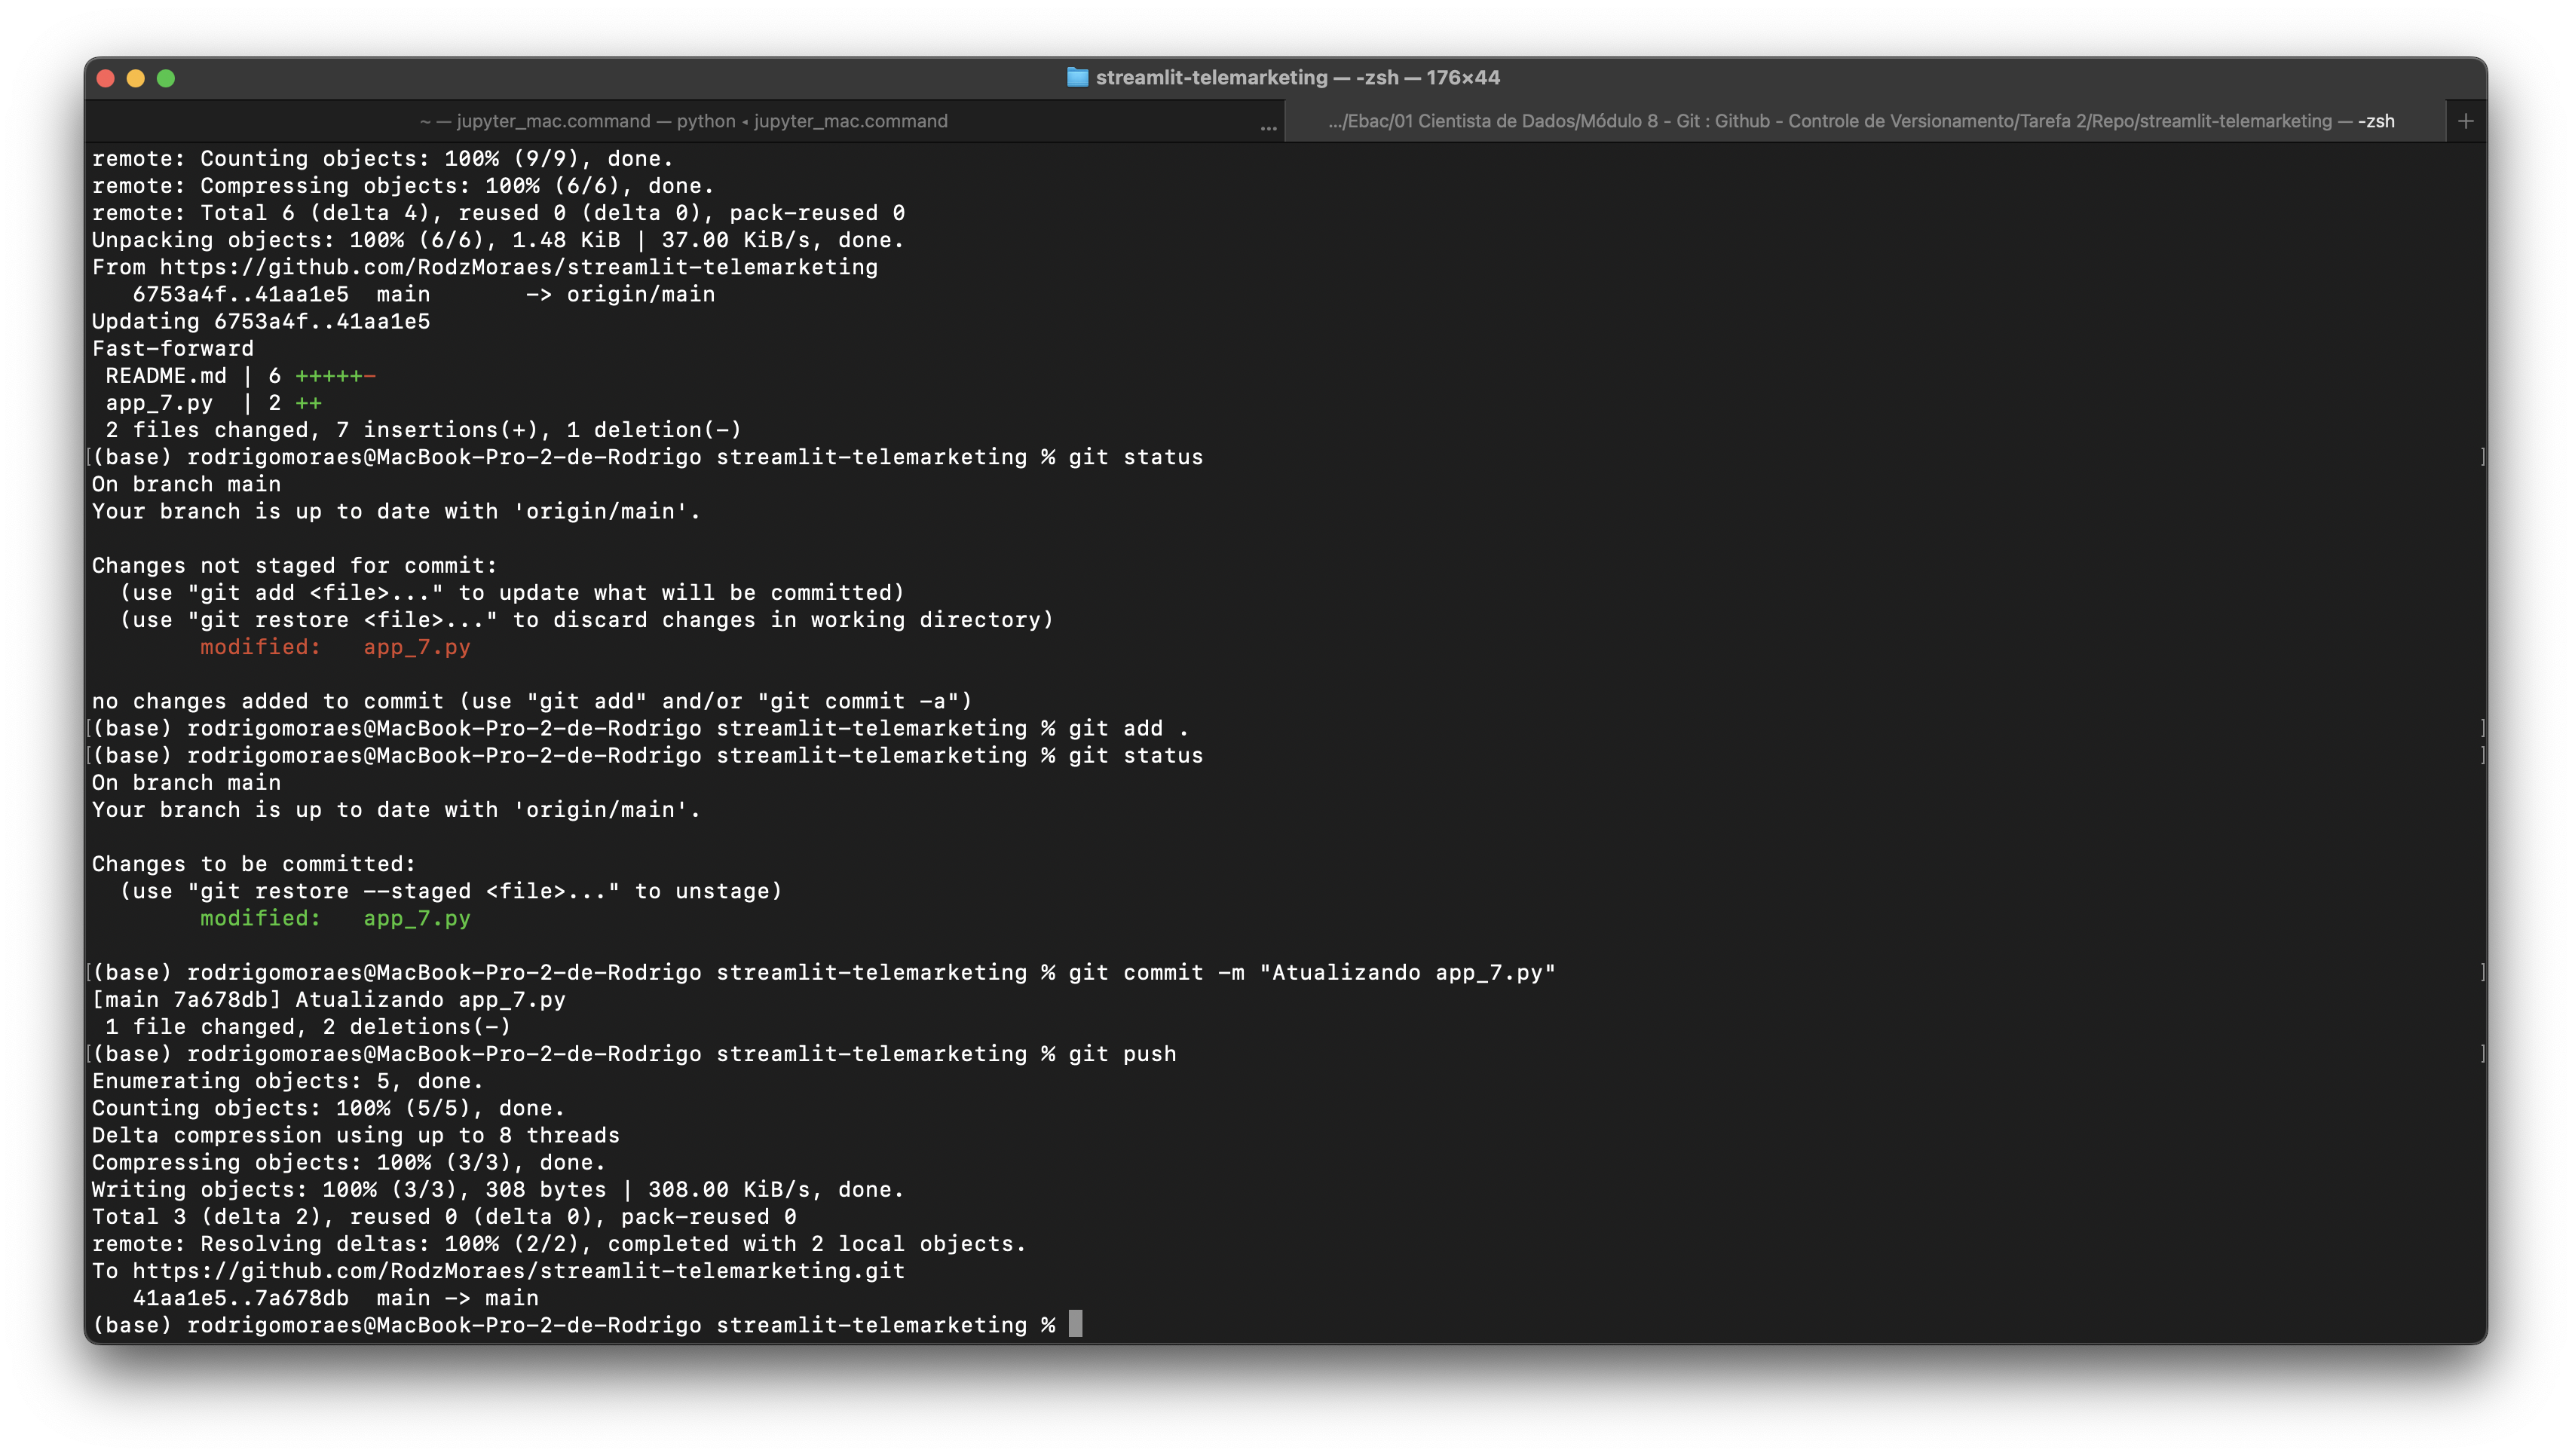 streamlit-telemarketing — -zsh — 176×44
~ — jupyter_mac.command — python ◂ jupyter_mac.command ... .../Ebac/01 Cientista de Dados/Módulo 8 - Git : Github - Controle de Versionamento/Tarefa 2/Repo/streamlit-telemarketing — -zsh +
remote: Counting objects: 100% (9/9), done.
remote: Compressing objects: 100% (6/6), done.
remote: Total 6 (delta 4), reused 0 (delta 0), pack-reused 0
Unpacking objects: 100% (6/6), 1.48 KiB | 37.00 KiB/s, done.
From https://github.com/RodzMoraes/streamlit-telemarketing
   6753a4f..41aa1e5  main       -> origin/main
Updating 6753a4f..41aa1e5
Fast-forward
 README.md | 6 +++++-
 app_7.py  | 2 ++
 2 files changed, 7 insertions(+), 1 deletion(-)
[(base) rodrigomoraes@MacBook-Pro-2-de-Rodrigo streamlit-telemarketing % git status ]
On branch main
Your branch is up to date with 'origin/main'.

Changes not staged for commit:
  (use "git add <file>..." to update what will be committed)
  (use "git restore <file>..." to discard changes in working directory)
        modified:   app_7.py

no changes added to commit (use "git add" and/or "git commit -a")
[(base) rodrigomoraes@MacBook-Pro-2-de-Rodrigo streamlit-telemarketing % git add . ]
[(base) rodrigomoraes@MacBook-Pro-2-de-Rodrigo streamlit-telemarketing % git status ]
On branch main
Your branch is up to date with 'origin/main'.

Changes to be committed:
  (use "git restore --staged <file>..." to unstage)
        modified:   app_7.py

[(base) rodrigomoraes@MacBook-Pro-2-de-Rodrigo streamlit-telemarketing % git commit -m "Atualizando app_7.py" ]
[main 7a678db] Atualizando app_7.py
 1 file changed, 2 deletions(-)
[(base) rodrigomoraes@MacBook-Pro-2-de-Rodrigo streamlit-telemarketing % git push ]
Enumerating objects: 5, done.
Counting objects: 100% (5/5), done.
Delta compression using up to 8 threads
Compressing objects: 100% (3/3), done.
Writing objects: 100% (3/3), 308 bytes | 308.00 KiB/s, done.
Total 3 (delta 2), reused 0 (delta 0), pack-reused 0
remote: Resolving deltas: 100% (2/2), completed with 2 local objects.
To https://github.com/RodzMoraes/streamlit-telemarketing.git
   41aa1e5..7a678db  main -> main
(base) rodrigomoraes@MacBook-Pro-2-de-Rodrigo streamlit-telemarketing %